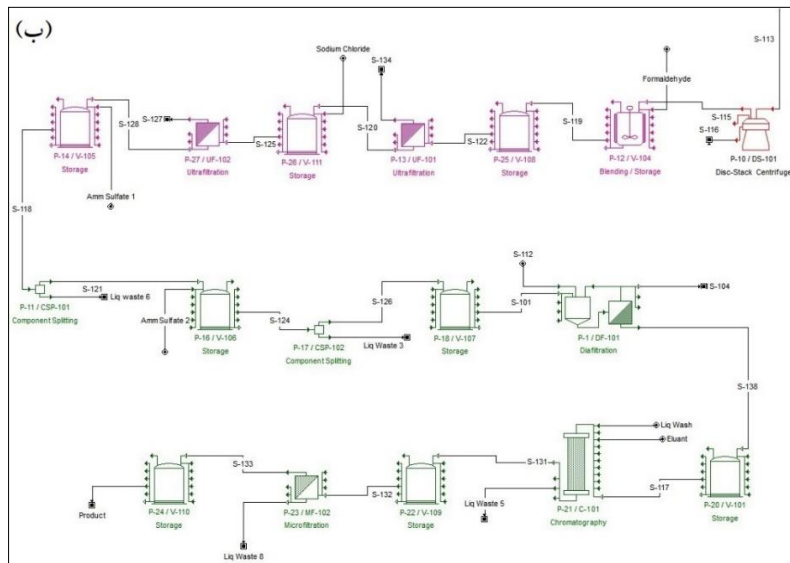 (ب)
Sodium Chloride
S-134
S-113
Formaldehyde
S-128
S-127
S-125
S-120
S-122
S-119
S-115
S-116
P-14 / V-105
Storage
P-27 / UF-102
Ultrafiltration
P-26 / V-111
Storage
P-13 / UF-101
Ultrafiltration
P-25 / V-108
Storage
P-12 / V-104
Blending / Storage
P-10 / DS-101
Disc-Stack Centrifuge
Amm Sulfate 1
S-118
S-112
S-121
Liq waste 6
P-11 / CSP-101
Component Splitting
Amm Sulfate 2
P-16 / V-106
Storage
S-124
S-126
P-17 / CSP-102
Component Splitting
Liq Waste 3
P-18 / V-107
Storage
S-101
S-104
P-1 / DF-101
Diafiltration
S-138
Liq Wash
Eluant
S-133
S-131
S-117
S-132
Product
P-24 / V-110
Storage
P-23 / MF-102
Microfiltration
Liq Waste 8
P-22 / V-109
Storage
Liq Waste 5
P-21 / C-101
Chromatography
P-20 / V-101
Storage